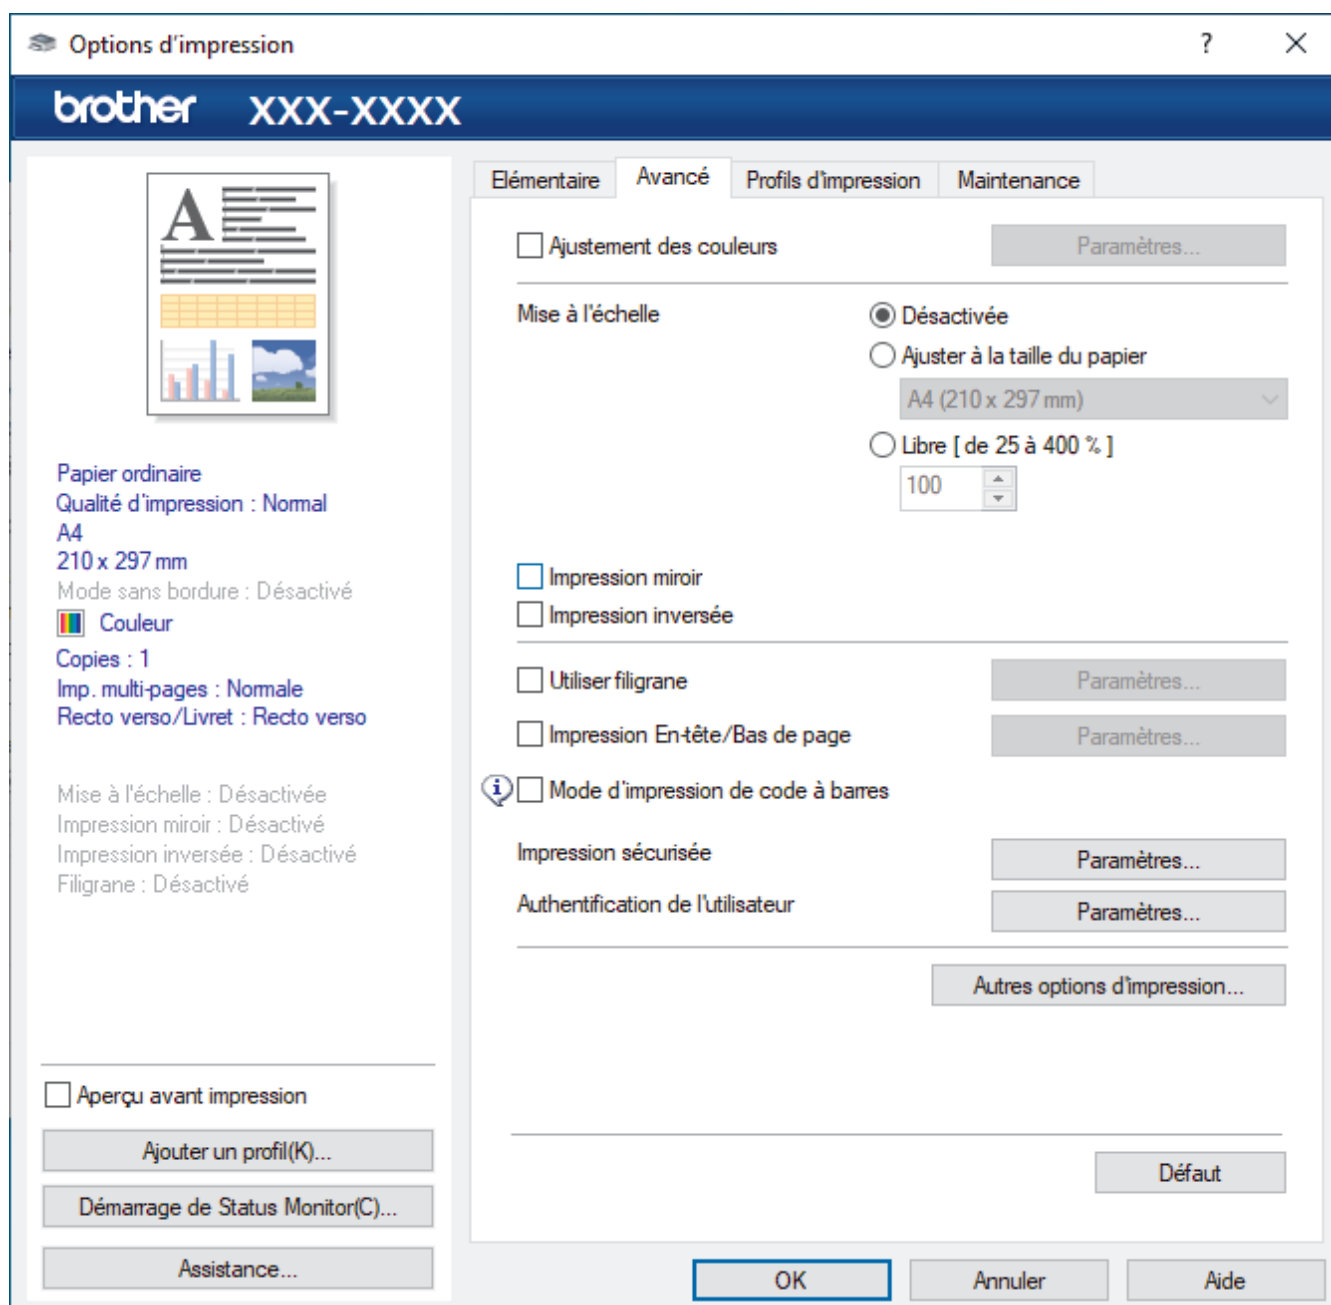 Options d'impression
?
brother XXX-XXXX
A
Papier ordinaire
Qualité d'impression : Normal
A4
210 x 297 mm
Mode sans bordure : Désactivé
Couleur
Copies : 1
Imp. multi-pages : Normale
Recto verso/Livret : Recto verso
Mise à l'échelle : Désactivée
Impression miroir : Désactivé
Impression inversée : Désactivé
Filigrane : Désactivé
Aperçu avant impression
Ajouter un profil(K)...
Démarrage de Status Monitor(C)...
Assistance...
Elémentaire Avancé Profils d'impression Maintenance
Ajustement des couleurs Paramètres...
Mise à l'échelle Désactivée
Ajuster à la taille du papier
A4 (210 x 297 mm)
Libre [ de 25 à 400 % ]
100
Impression miroir
Impression inversée
Utiliser filigrane Paramètres...
Impression En-tête/Bas de page Paramètres...
Mode d'impression de code à barres
Impression sécurisée Paramètres...
Authentification de l'utilisateur Paramètres...
Autres options d'impression...
Défaut
OK Annuler Aide